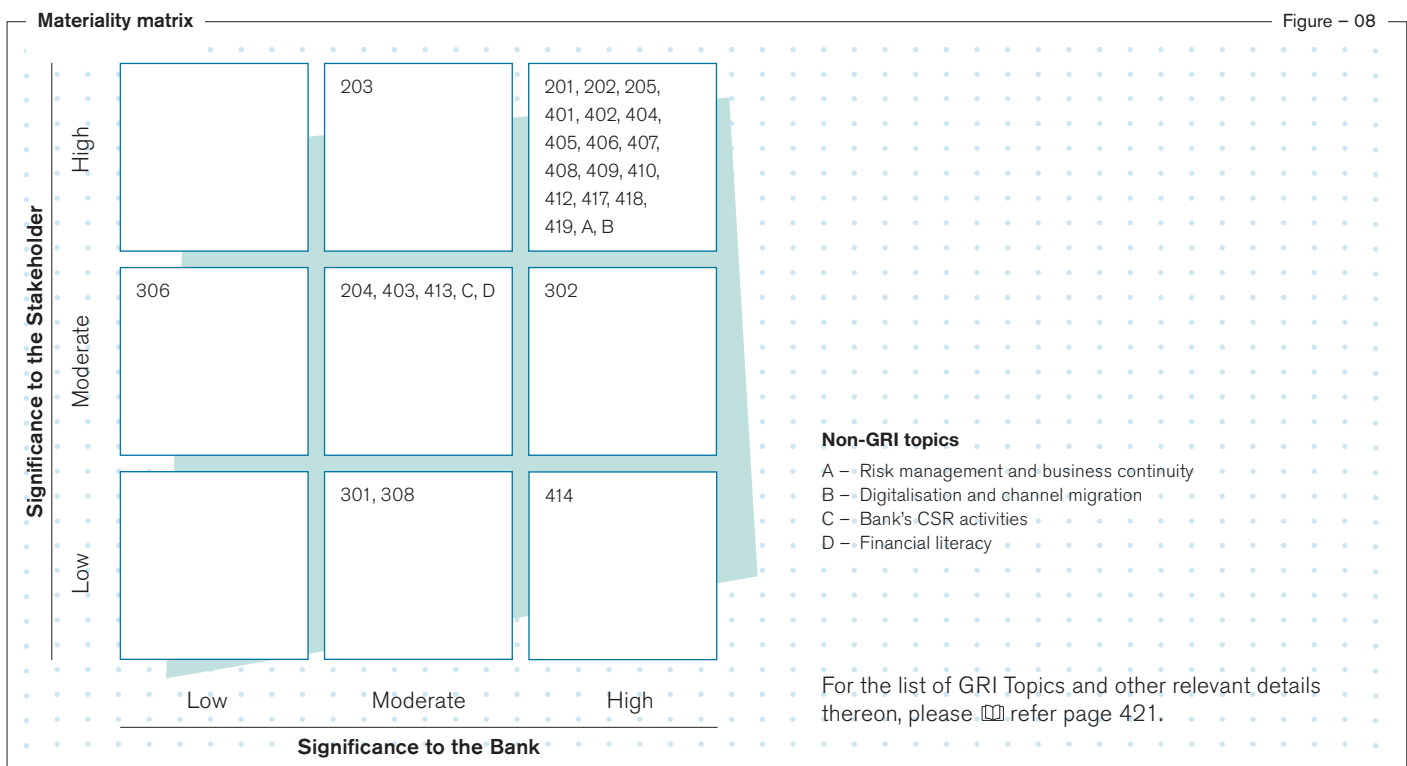 Materiality matrix
Figure – 08
Significance to the Stakeholder
High
Moderate
Low
203
201, 202, 205,
401, 402, 404,
405, 406, 407,
408, 409, 410,
412, 417, 418,
419, A, B
306
204, 403, 413, C, D
302
301, 308
414
Low
Moderate
High
Significance to the Bank
Non-GRI topics
A – Risk management and business continuity
B – Digitalisation and channel migration
C – Bank's CSR activities
D – Financial literacy
For the list of GRI Topics and other relevant details
thereon, please refer page 421.